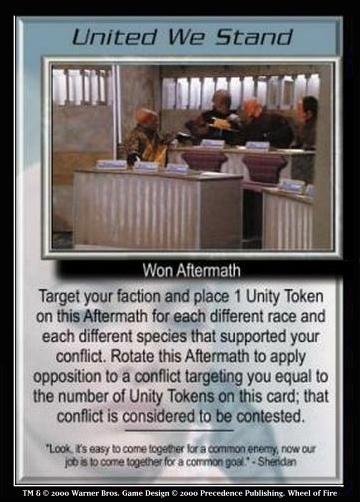 United We Stand
Won Aftermath
Target your faction and place 1 Unity Token
on this Aftermath for each different race and
each different species that supported your
conflict. Rotate this Aftermath to apply
opposition to a conflict targeting you equal to
the number of Unity Tokens on this card; that
conflict is considered to be contested.
"Look, it's easy to come together for a common enemy, now our
job is to come together for a common goal." - Sheridan
TM & © 2000 Warner Bros. Game Design © 2000 Precedence Publishing. Wheel of Fire